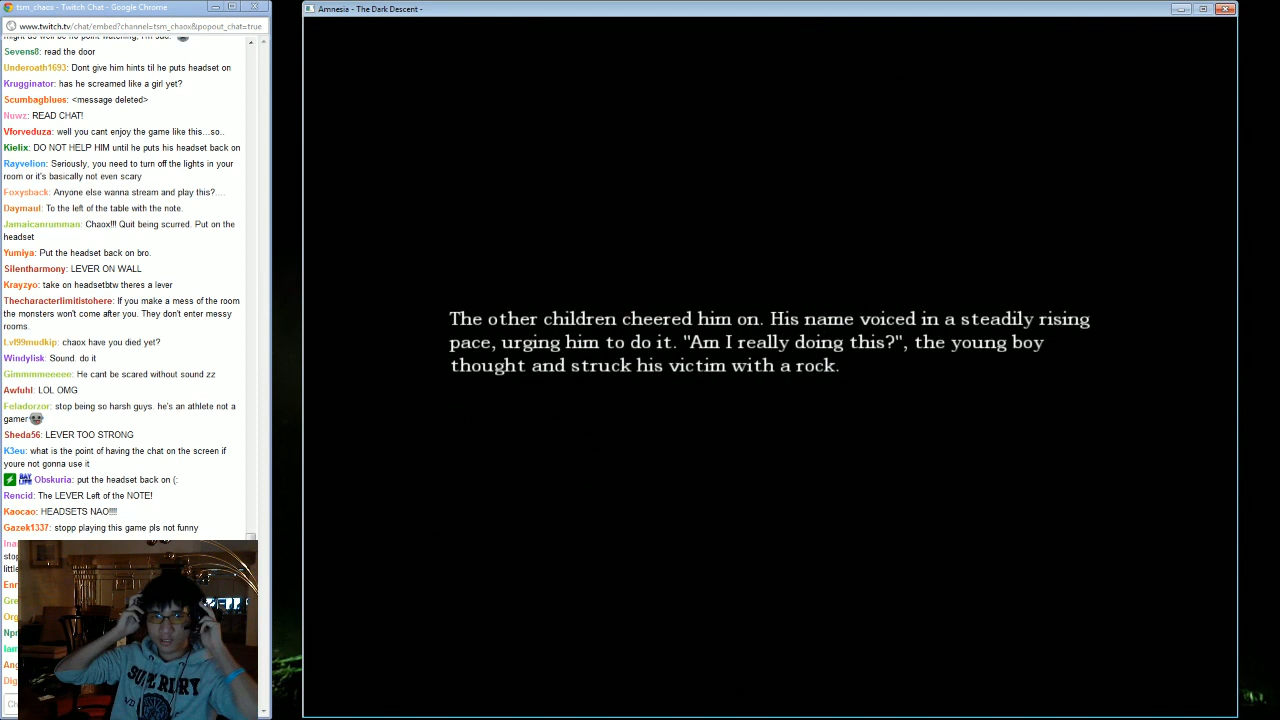 tsm_chaox - Twitch Chat - Google Chrome
www.twitch.tv/chat/embed?channel=tsm_chaox&popout_chat=true
Sevens8: read the door
Underoath1693: Dont give him hints til he puts headset on
Krugginator: has he screamed like a girl yet?
Scumbagblues: <message deleted>
Nuwz: READ CHAT!
Vforveduza: well you cant enjoy the game like this...so..
Kielix: DO NOT HELP HIM until he puts his headset back on
Rayvelion: Seriously, you need to turn off the lights in your
room or it's basically not even scary
Foxysback: Anyone else wanna stream and play this?....
Daymaul: To the left of the table with the note.
Jamaicanrumman: Chaox!!! Quit being scurred. Put on the
headset
Yumiya: Put the headset back on bro.
Silentharmony: LEVER ON WALL
Krayzyo: take on headsetbtw theres a lever
Thecharacterlimitistohere: If you make a mess of the room
the monsters won't come after you. They don't enter messy
rooms.
Lvl99mudkip: chaox have you died yet?
Windylisk: Sound. do it
Gimmmmeeeee: He cant be scared without sound zz
Awfuhl: LOL OMG
Feladorzor: stop being so harsh guys. he's an athlete not a
gamer
Sheda56: LEVER TOO STRONG
K3eu: what is the point of having the chat on the screen if
youre not gonna use it
Obskuria: put the headset back on (:
Rencid: The LEVER Left of the NOTE!
Kaocao: HEADSETS NAO!!!!
Gazek1337: stopp playing this game pls not funny
Amnesia - The Dark Descent -
The other children cheered him on. His name voiced in a steadily rising
pace, urging him to do it. "Am I really doing this?", the young boy
thought and struck his victim with a rock.